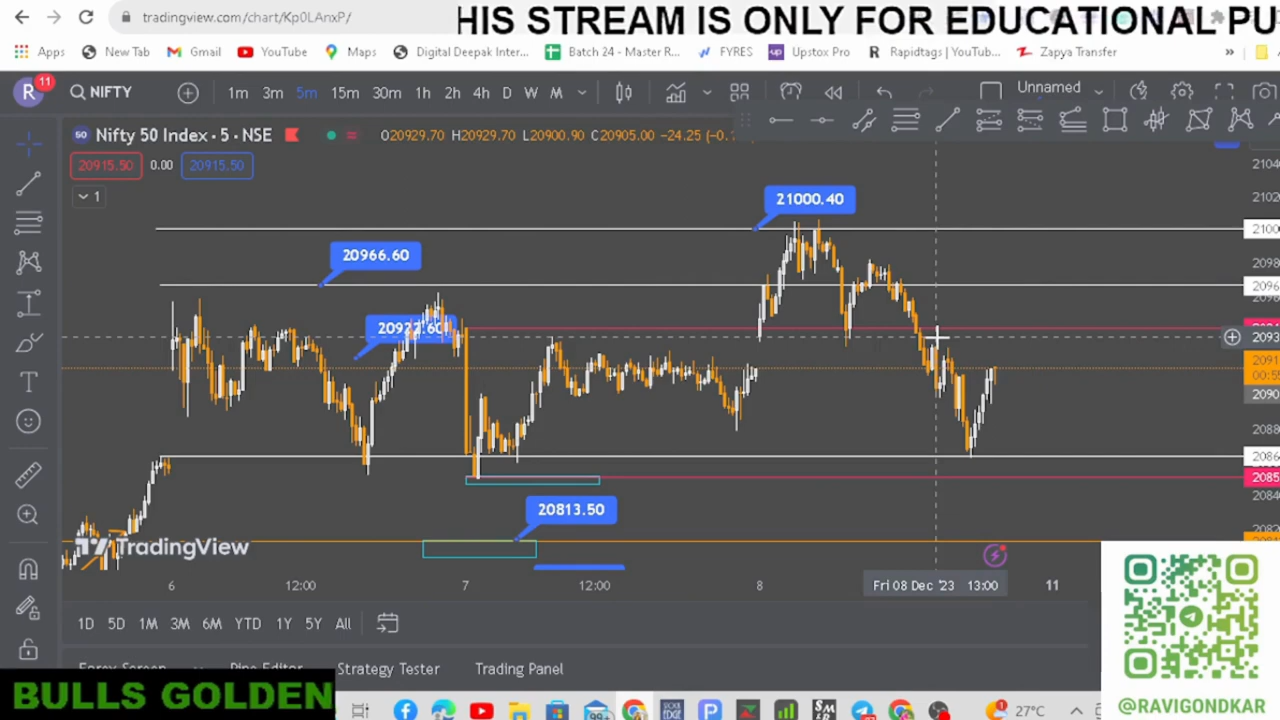 tradingview.com/chart/Kp0LAnxP/
HIS STREAM IS ONLY FOR EDUCATIONAL PU
Apps New Tab Gmail YouTube Maps Digital Deepak Inter... Batch 24 - Master R... FYRES Upstox Pro Rapidtags | YouTub... Zapya Transfer »
R 11 NIFTY 1m 3m 5m 15m 30m 1h 2h 4h D W M Unnamed
50 Nifty 50 Index · 5 · NSE O20929.70 H20929.70 L20900.90 C20905.00 −24.25
20915.50 0.00 20915.50
1
21000.40
20966.60
20813.50
TradingView
6 12:00 7 12:00 8 Fri 08 Dec '23 13:00 11
1D 5D 1M 3M 6M YTD 1Y 5Y All
Strategy Tester Trading Panel
BULLS GOLDEN
27°C
@RAVIGONDKAR